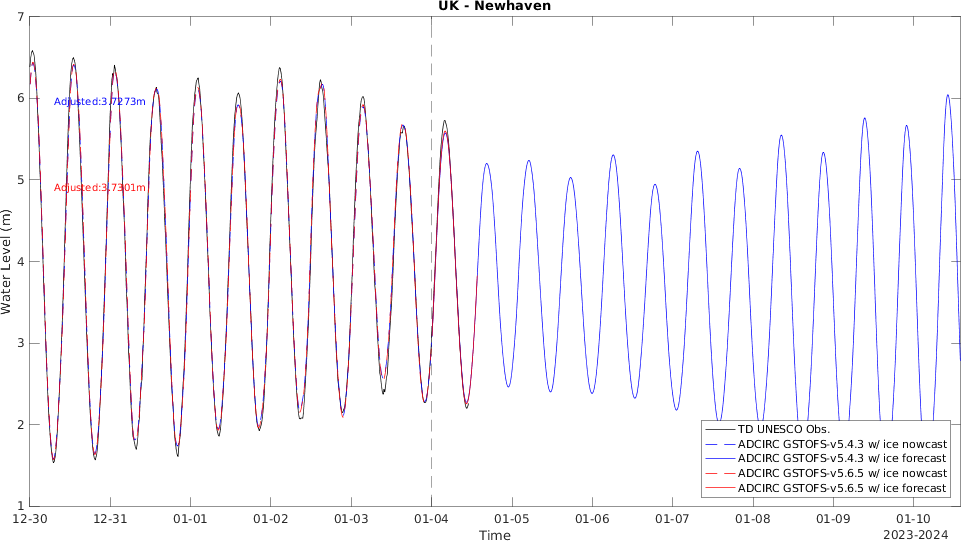 UK - Newhaven
7
6
5
4
3
2
1
Water Level (m)
Adjusted:3.7273m
Adjusted:3.7301m
TD UNESCO Obs.
ADCIRC GSTOFS-v5.4.3 w/ ice nowcast
ADCIRC GSTOFS-v5.4.3 w/ ice forecast
ADCIRC GSTOFS-v5.6.5 w/ ice nowcast
ADCIRC GSTOFS-v5.6.5 w/ ice forecast
12-30 12-31 01-01 01-02 01-03 01-04 01-05 01-06 01-07 01-08 01-09 01-10
Time
2023-2024